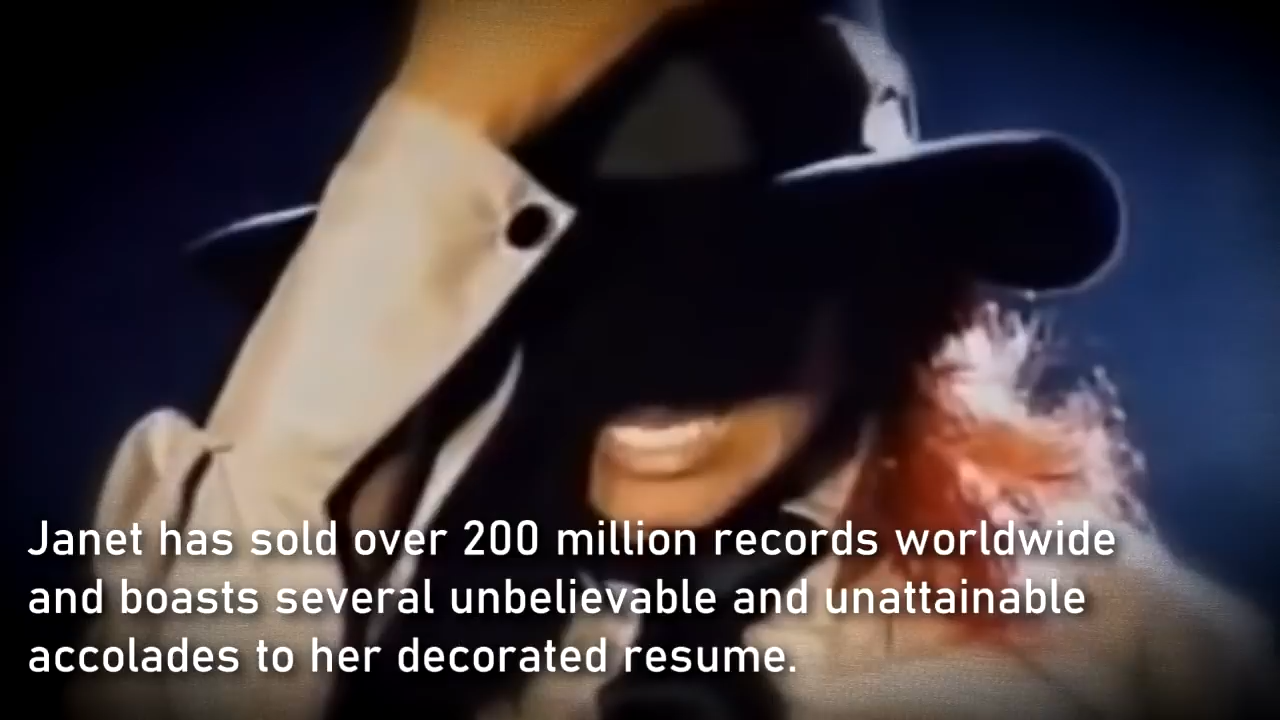 Janet has sold over 200 million records worldwide
and boasts several unbelievable and unattainable
accolades to her decorated resume.